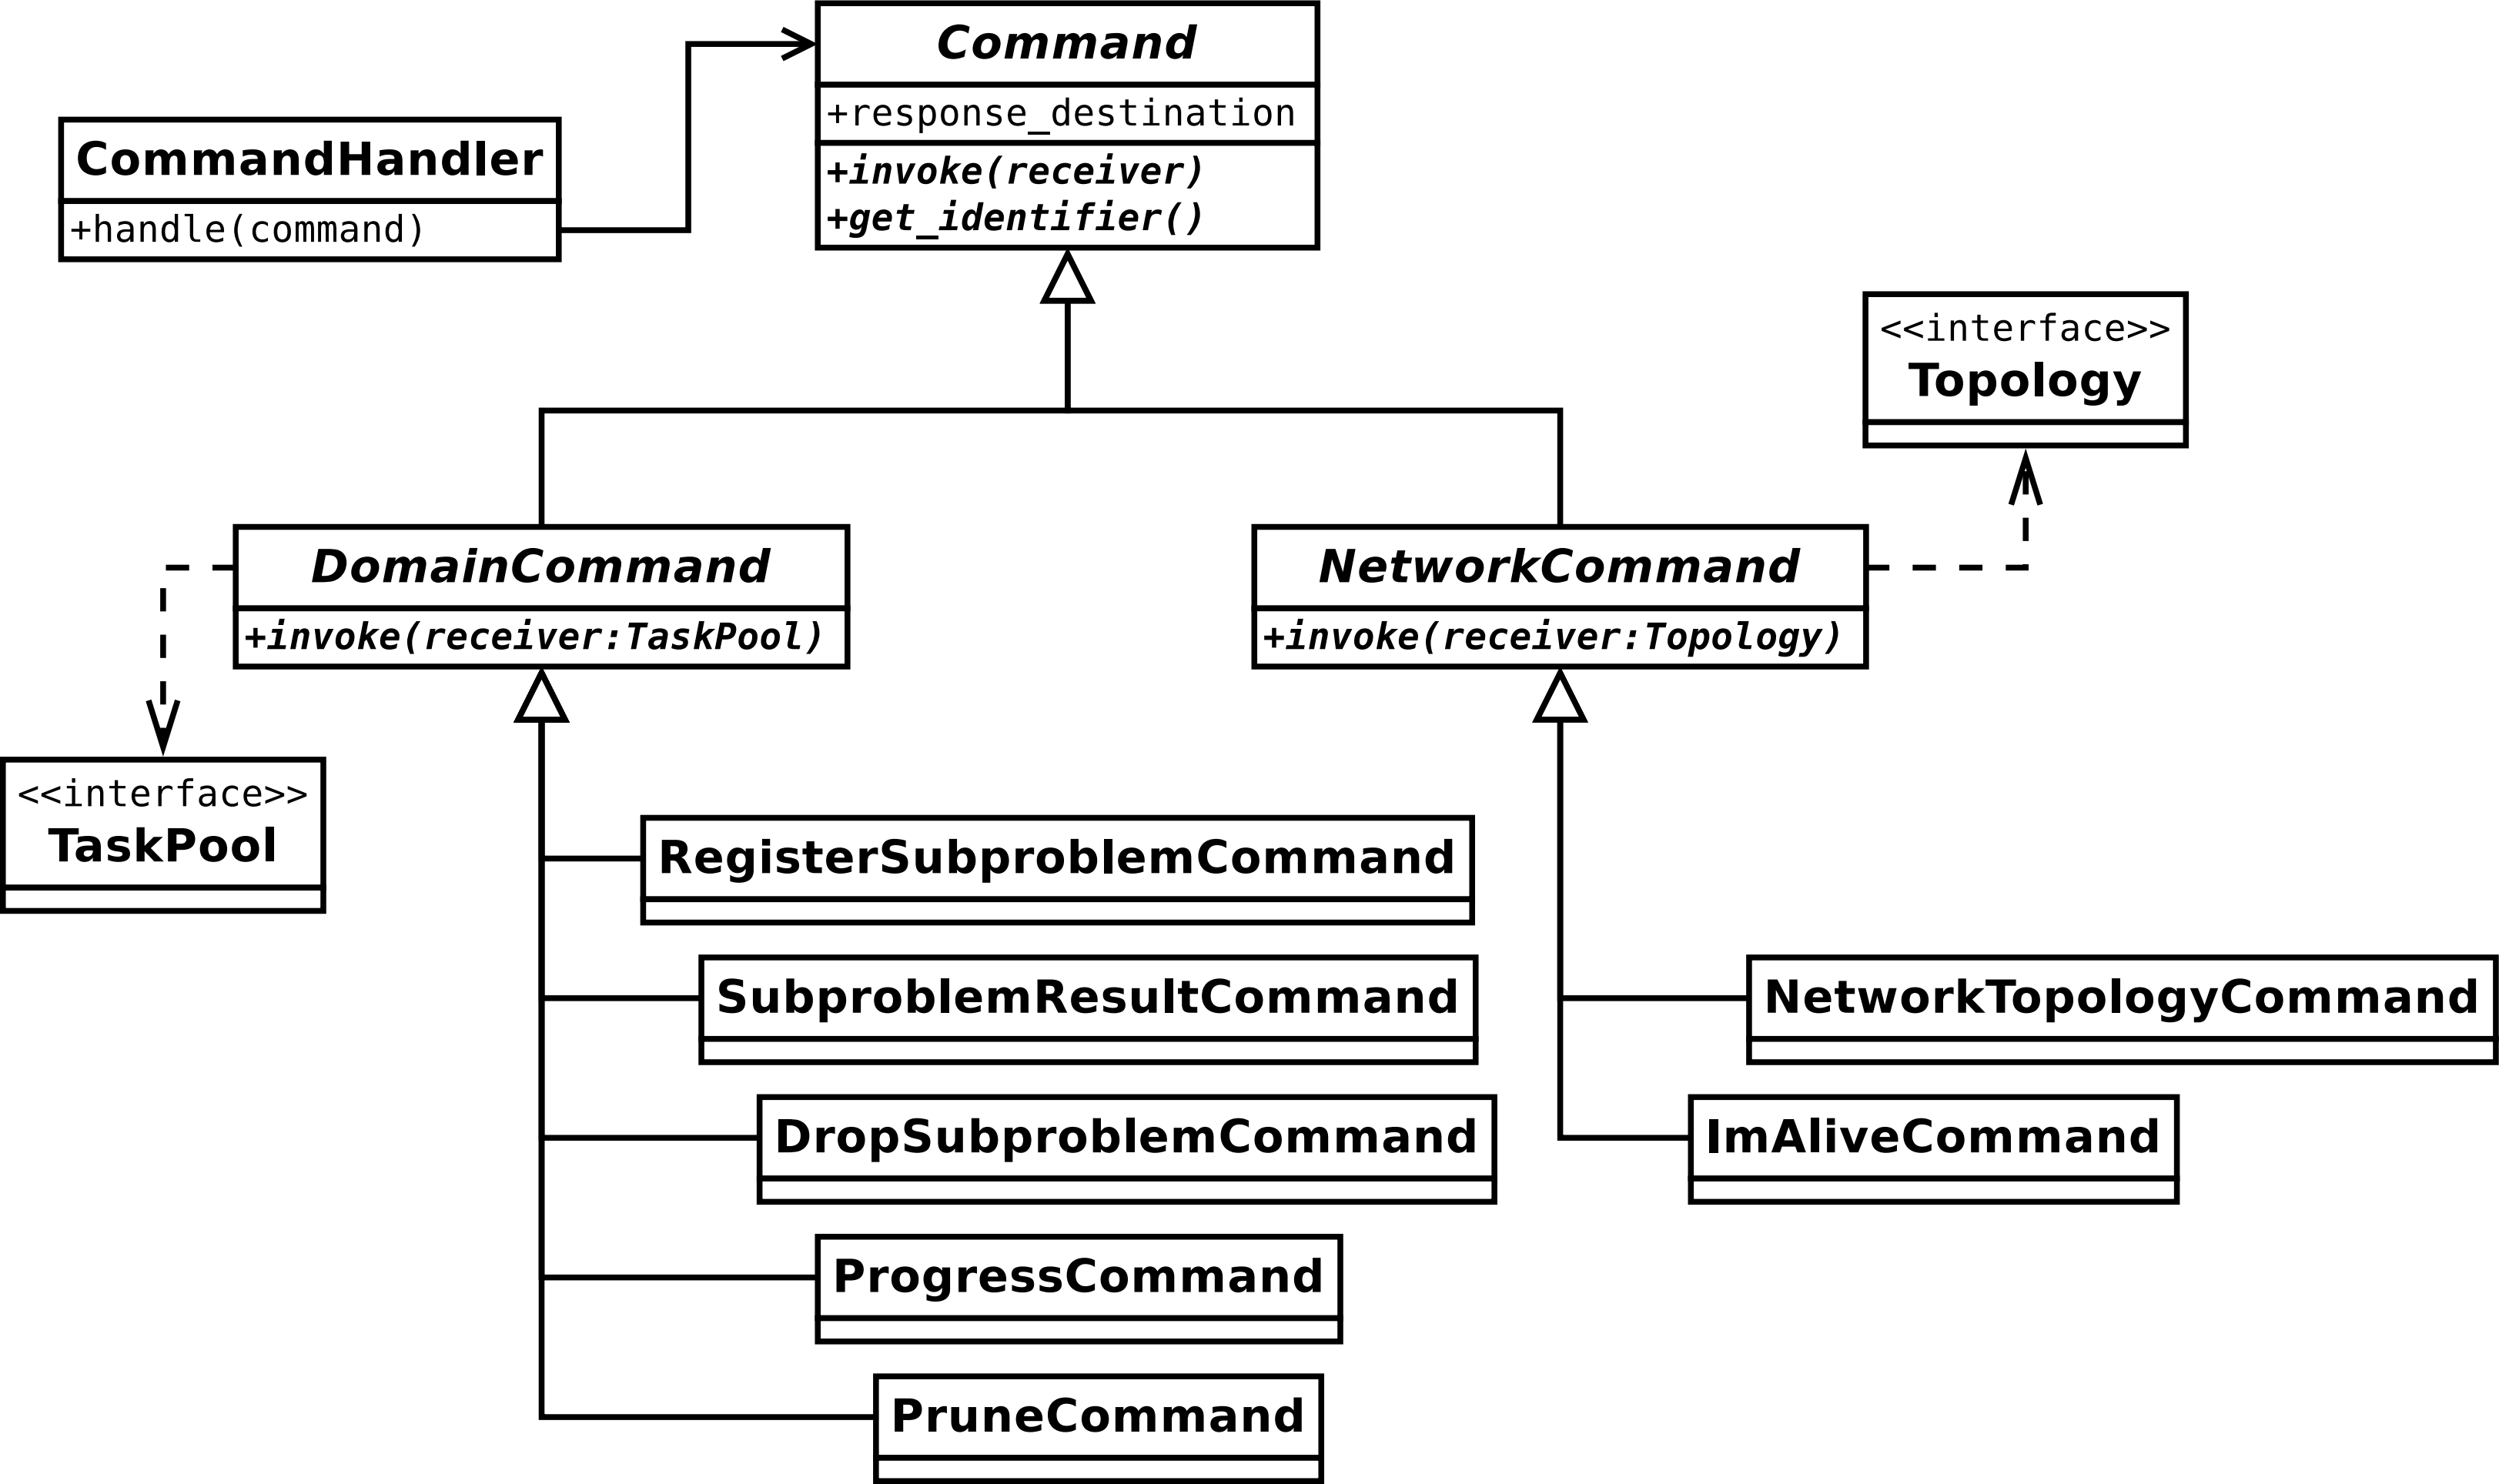 Command
+response_destination
+invoke(receiver)
+get_identifier()
CommandHandler
+handle(command)
<<interface>>
Topology
DomainCommand
+invoke(receiver:TaskPool)
NetworkCommand
+invoke(receiver:Topology)
<<interface>>
TaskPool
RegisterSubproblemCommand
SubproblemResultCommand
NetworkTopologyCommand
DropSubproblemCommand
ImAliveCommand
ProgressCommand
PruneCommand